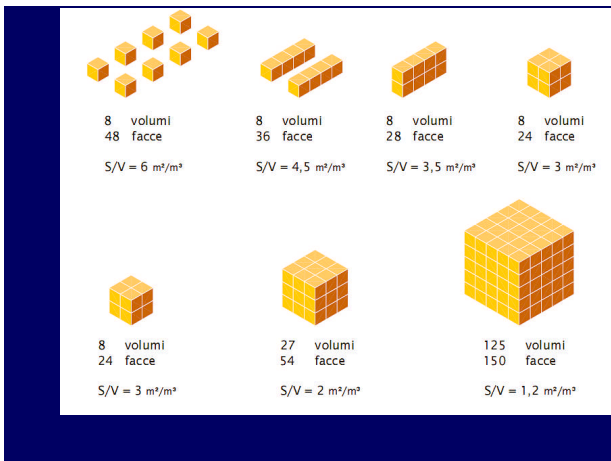 8 volumi
48 facce
S/V = 6 m²/m³
8 volumi
36 facce
S/V = 4,5 m²/m³
8 volumi
28 facce
S/V = 3,5 m²/m³
8 volumi
24 facce
S/V = 3 m²/m³
8 volumi
24 facce
S/V = 3 m²/m³
27 volumi
54 facce
S/V = 2 m²/m³
125 volumi
150 facce
S/V = 1,2 m²/m³